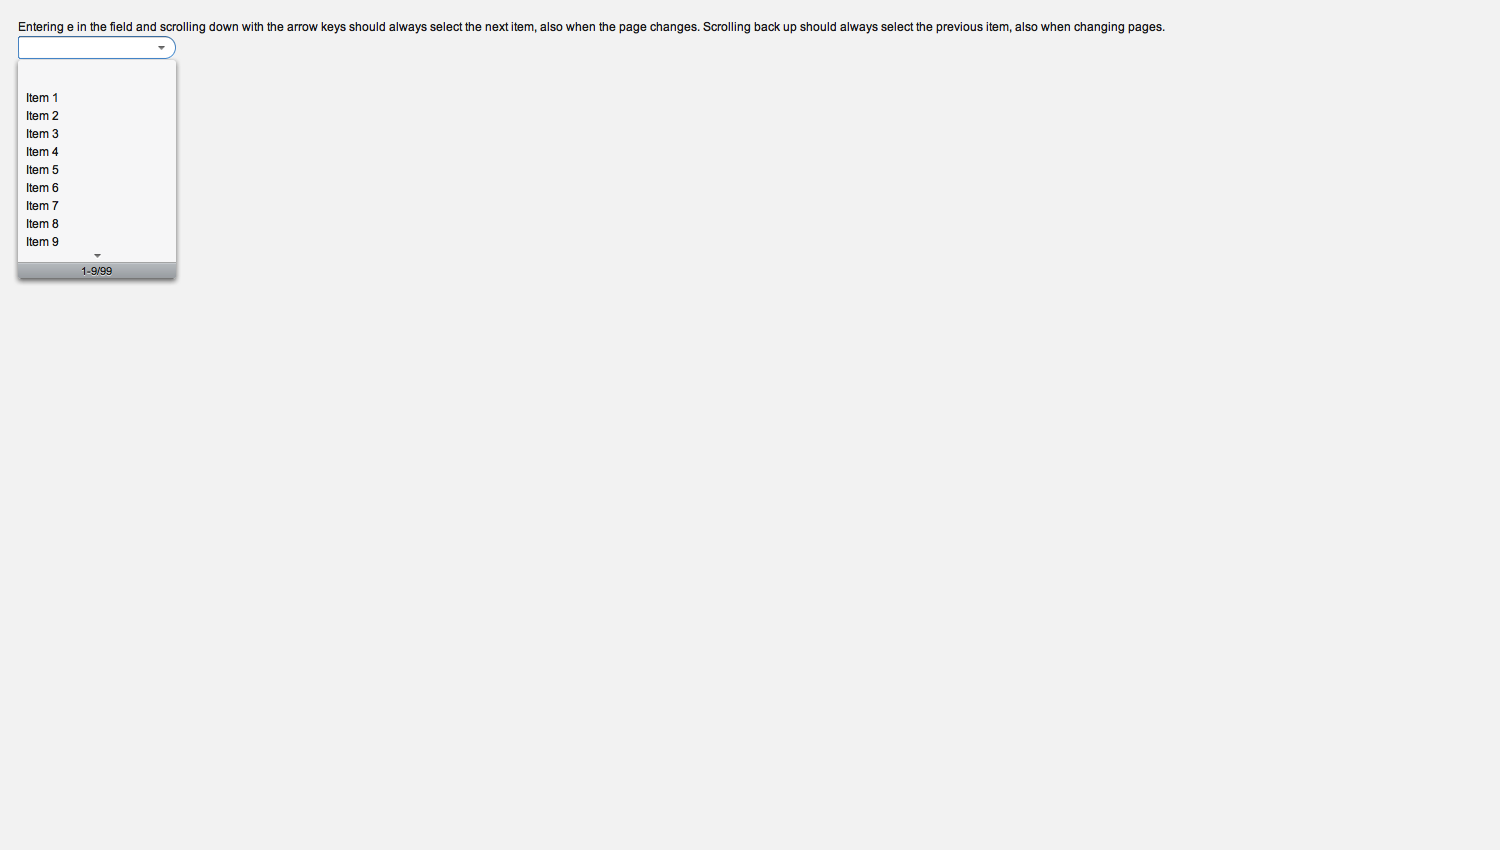 Entering e in the field and scrolling down with the arrow keys should always select the next item, also when the page changes. Scrolling back up should always select the previous item, also when changing pages.
Item 1
Item 2
Item 3
Item 4
Item 5
Item 6
Item 7
Item 8
Item 9
1-9/99